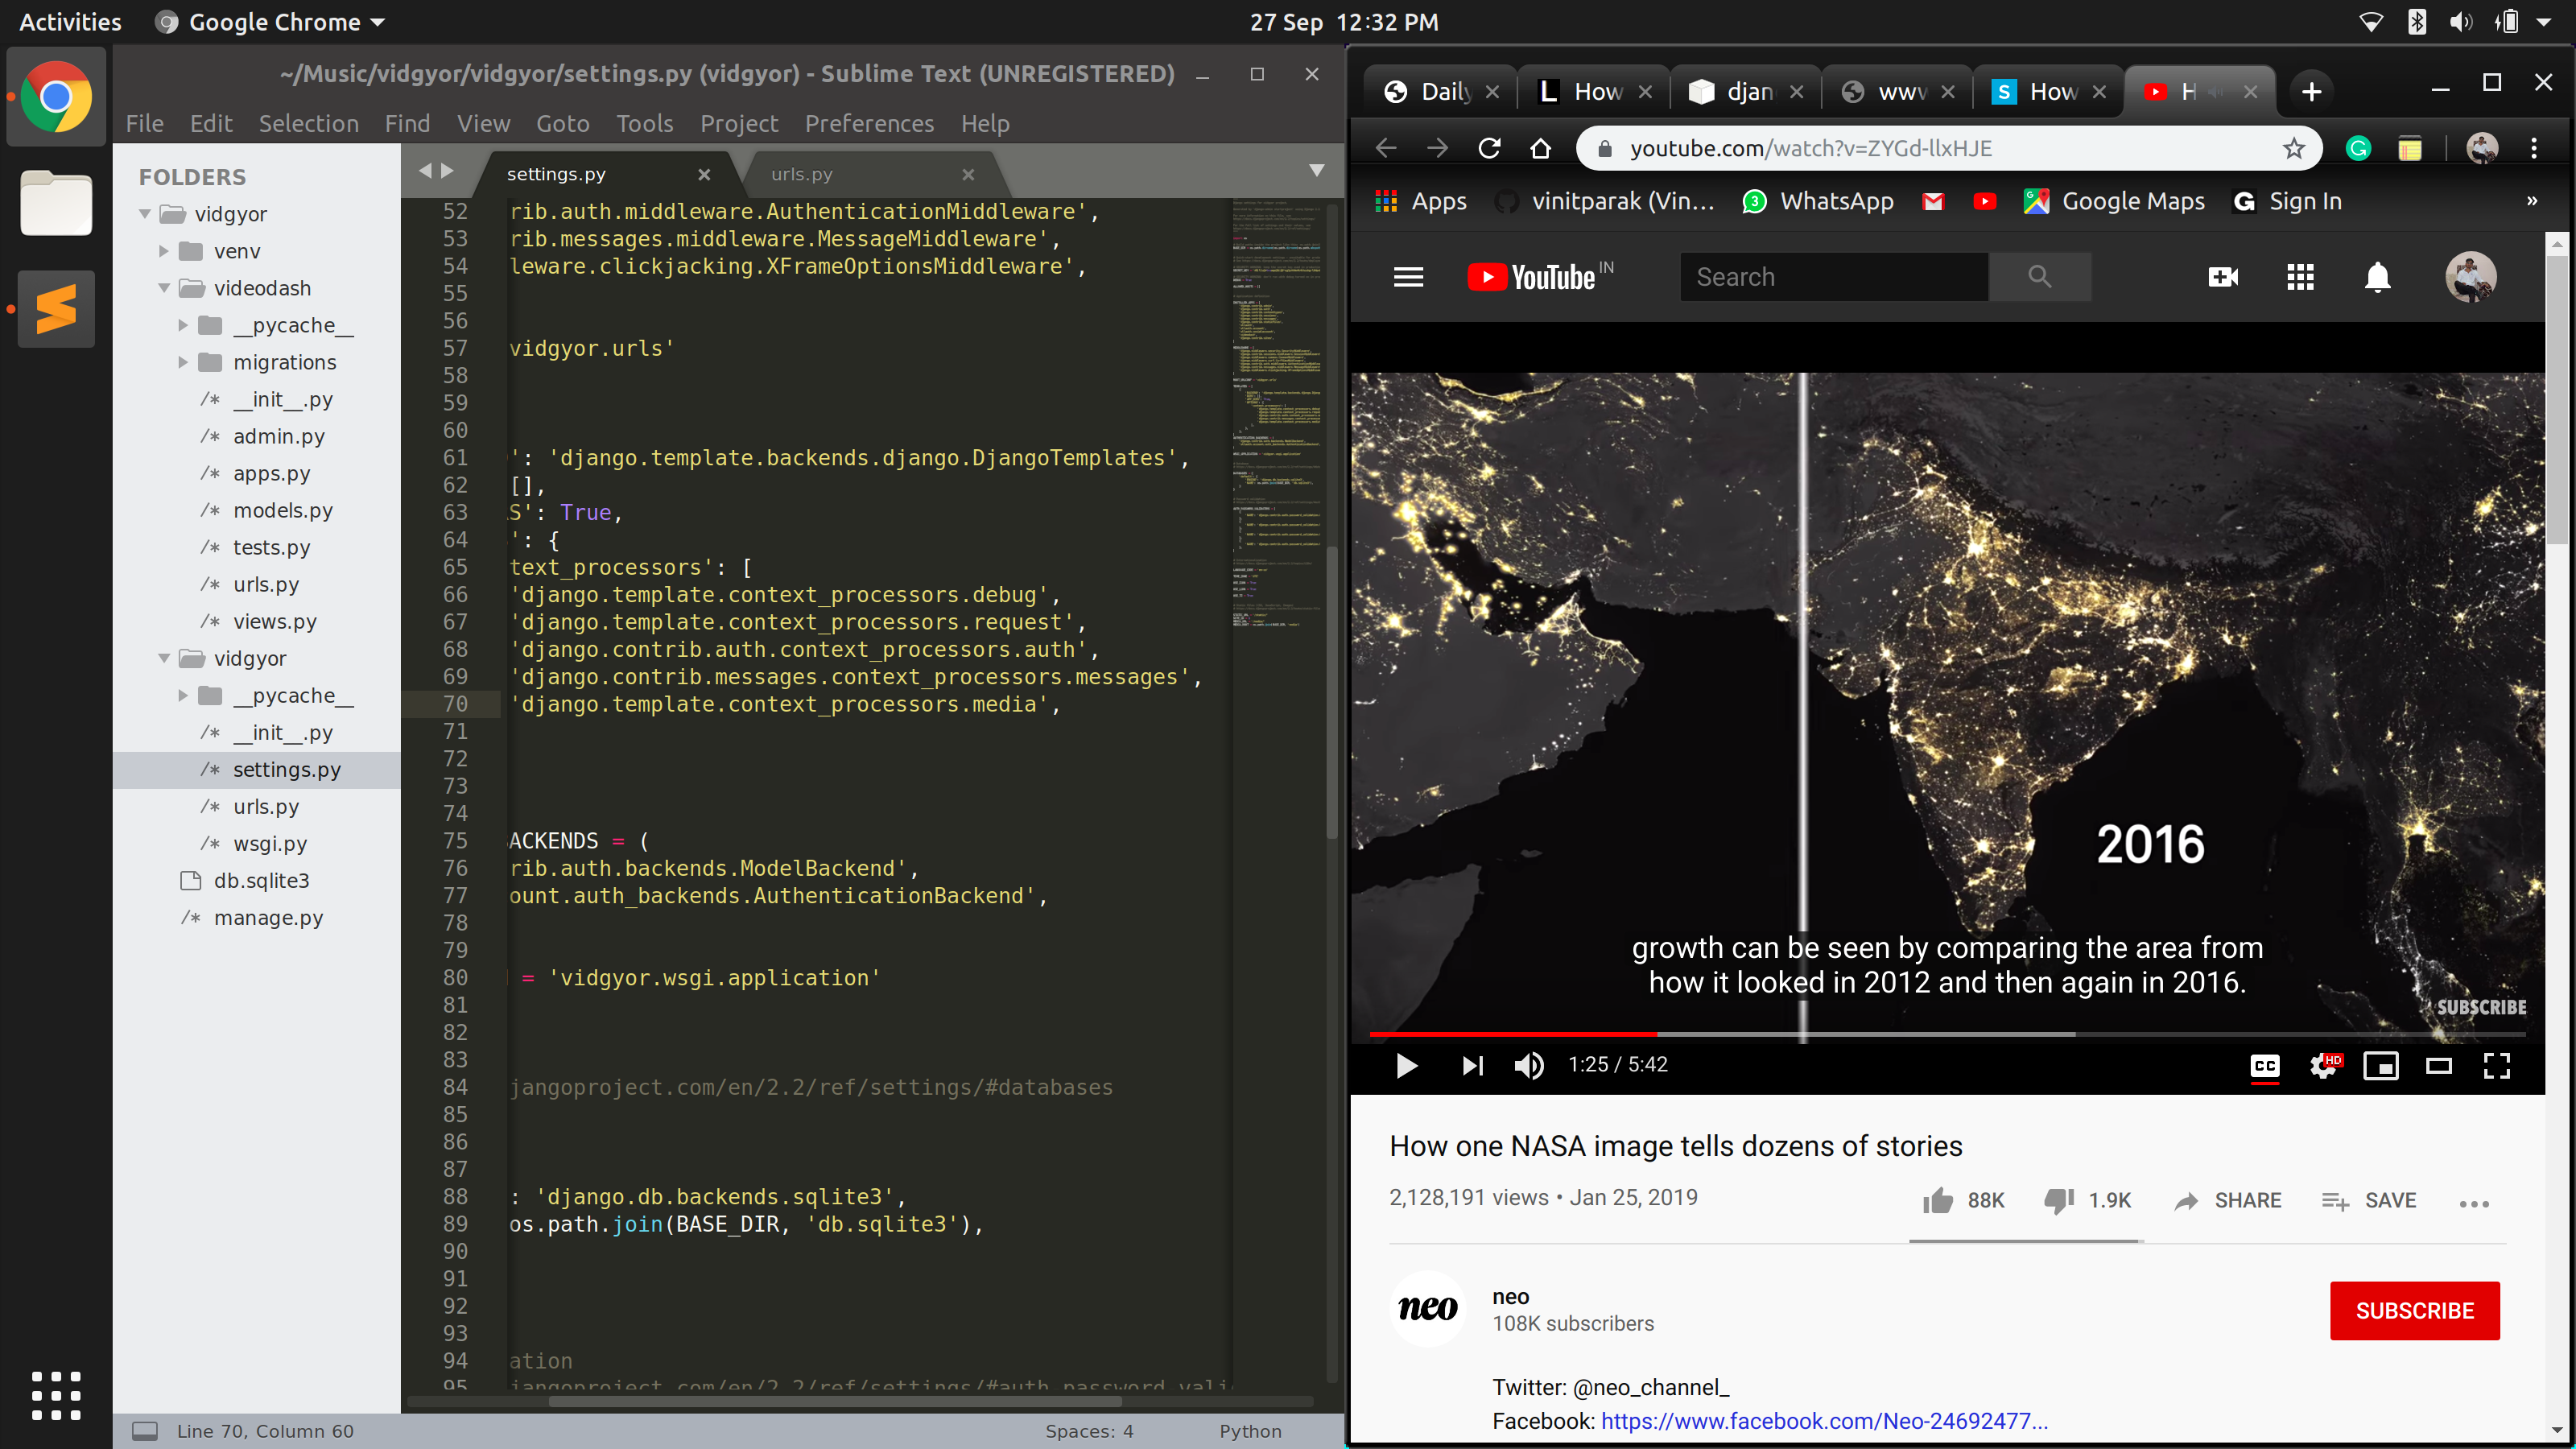 Activities
Google Chrome
27 Sep 12:32 PM
~/Music/vidgyor/vidgyor/settings.py (vidgyor) - Sublime Text (UNREGISTERED)
File Edit Selection Find View Goto Tools Project Preferences Help
FOLDERS
vidgyor
venv
videodash
__pycache__
migrations
/* __init__.py
/* admin.py
/* apps.py
/* models.py
/* tests.py
/* urls.py
/* views.py
vidgyor
__pycache__
/* __init__.py
/* settings.py
/* urls.py
/* wsgi.py
db.sqlite3
/* manage.py
settings.py
urls.py
52 rib.auth.middleware.AuthenticationMiddleware',
53 rib.messages.middleware.MessageMiddleware',
54 leware.clickjacking.XFrameOptionsMiddleware',
55
56
57 vidgyor.urls'
58
59
60
61 ': 'django.template.backends.django.DjangoTemplates',
62 [],
63 S': True,
64 ': {
65 text_processors': [
66 'django.template.context_processors.debug',
67 'django.template.context_processors.request',
68 'django.contrib.auth.context_processors.auth',
69 'django.contrib.messages.context_processors.messages',
70 'django.template.context_processors.media',
71
72
73
74
75 ACKENDS = (
76 rib.auth.backends.ModelBackend',
77 ount.auth_backends.AuthenticationBackend',
78
79
80 = 'vidgyor.wsgi.application'
81
82
83
84 jangoproject.com/en/2.2/ref/settings/#databases
85
86
87
88 : 'django.db.backends.sqlite3',
89 os.path.join(BASE_DIR, 'db.sqlite3'),
90
91
92
93
94 ation
95 jangoproject.com/en/2.2/ref/settings/#auth-password-vali
Line 70, Column 60
Spaces: 4
Python
Daily
How
djan
www
How
H
youtube.com/watch?v=ZYGd-llxHJE
Apps
vinitparak (Vin...
3 WhatsApp
Google Maps
G Sign In
»
YouTube IN
Search
2016
growth can be seen by comparing the area from
how it looked in 2012 and then again in 2016.
SUBSCRIBE
1:25 / 5:42
CC
HD
How one NASA image tells dozens of stories
2,128,191 views • Jan 25, 2019
88K
1.9K
SHARE
SAVE
neo
neo
108K subscribers
SUBSCRIBE
Twitter: @neo_channel_
Facebook: https://www.facebook.com/Neo-24692477...